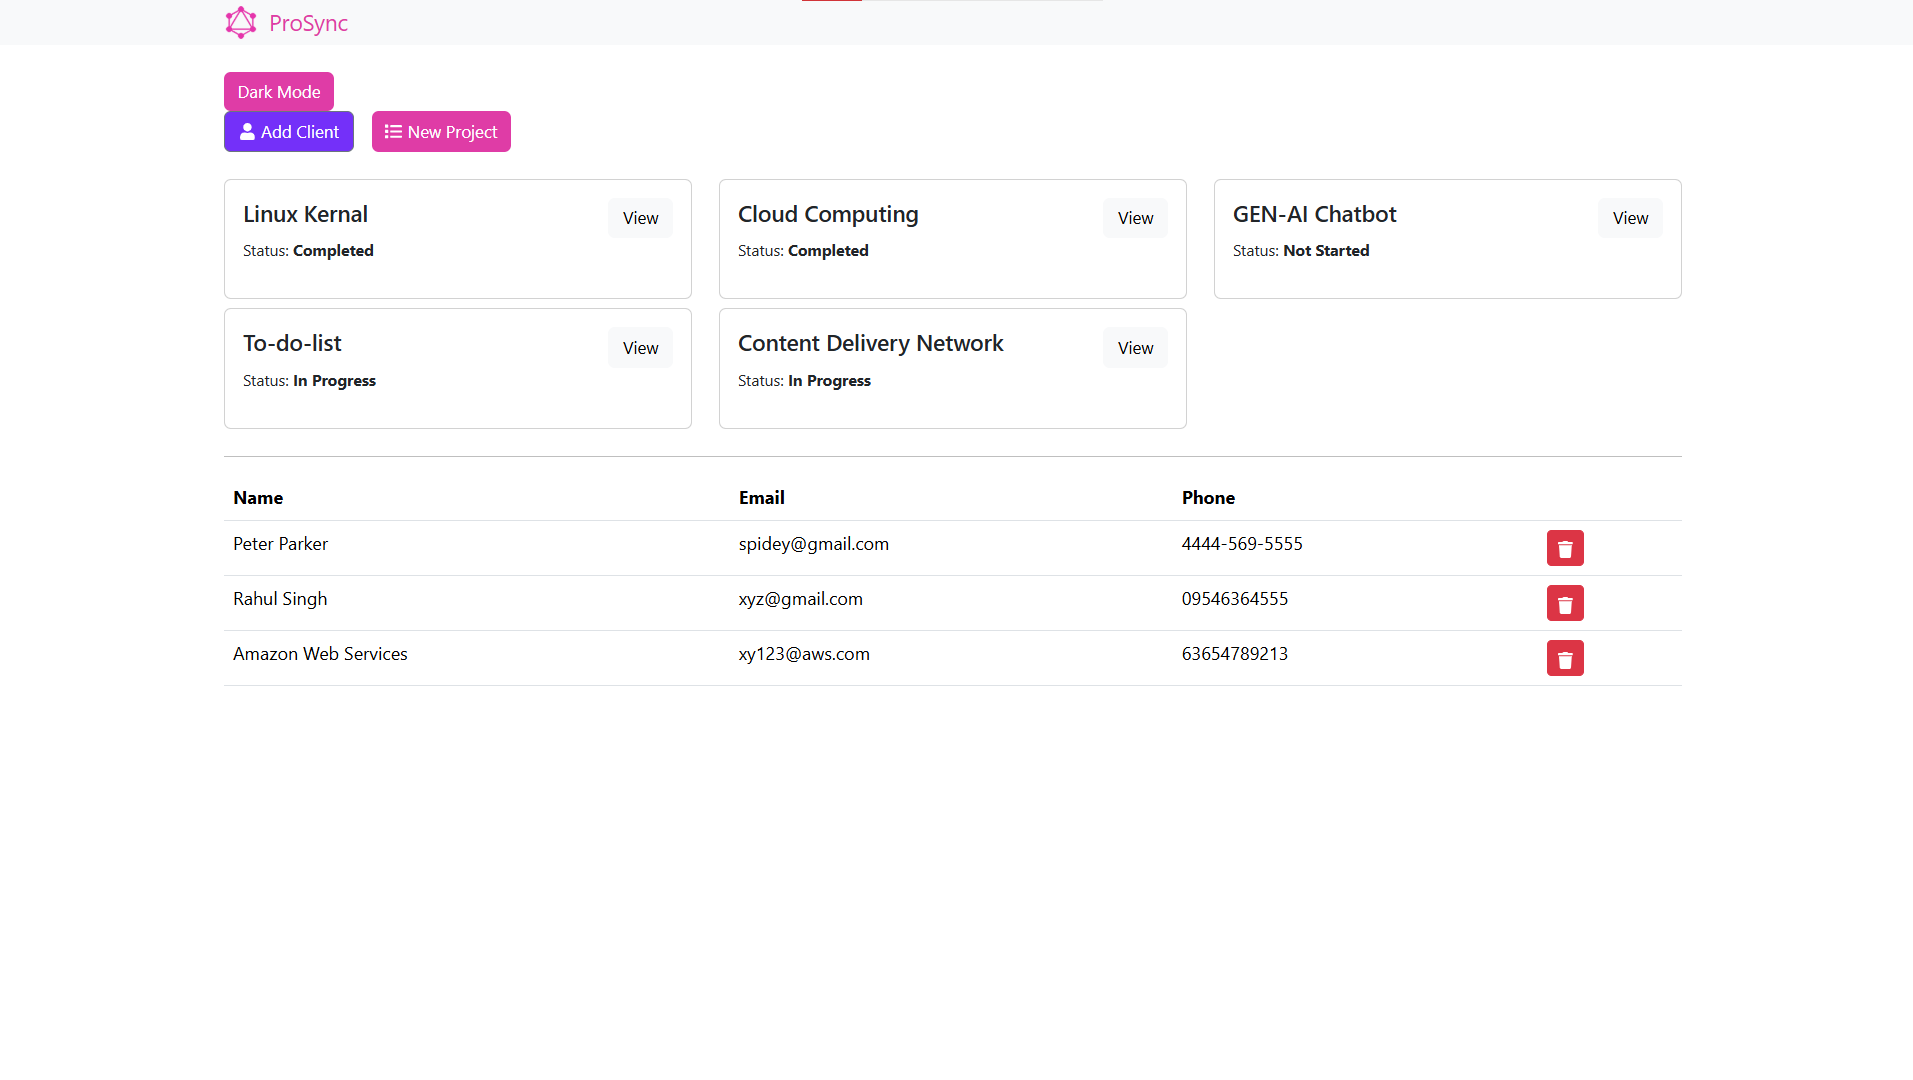 ProSync
Dark Mode
Add Client New Project
Linux Kernal View
Status: Completed
Cloud Computing View
Status: Completed
GEN-AI Chatbot View
Status: Not Started
To-do-list View
Status: In Progress
Content Delivery Network View
Status: In Progress
Name Email Phone
Peter Parker spidey@gmail.com 4444-569-5555
Rahul Singh xyz@gmail.com 09546364555
Amazon Web Services xy123@aws.com 63654789213